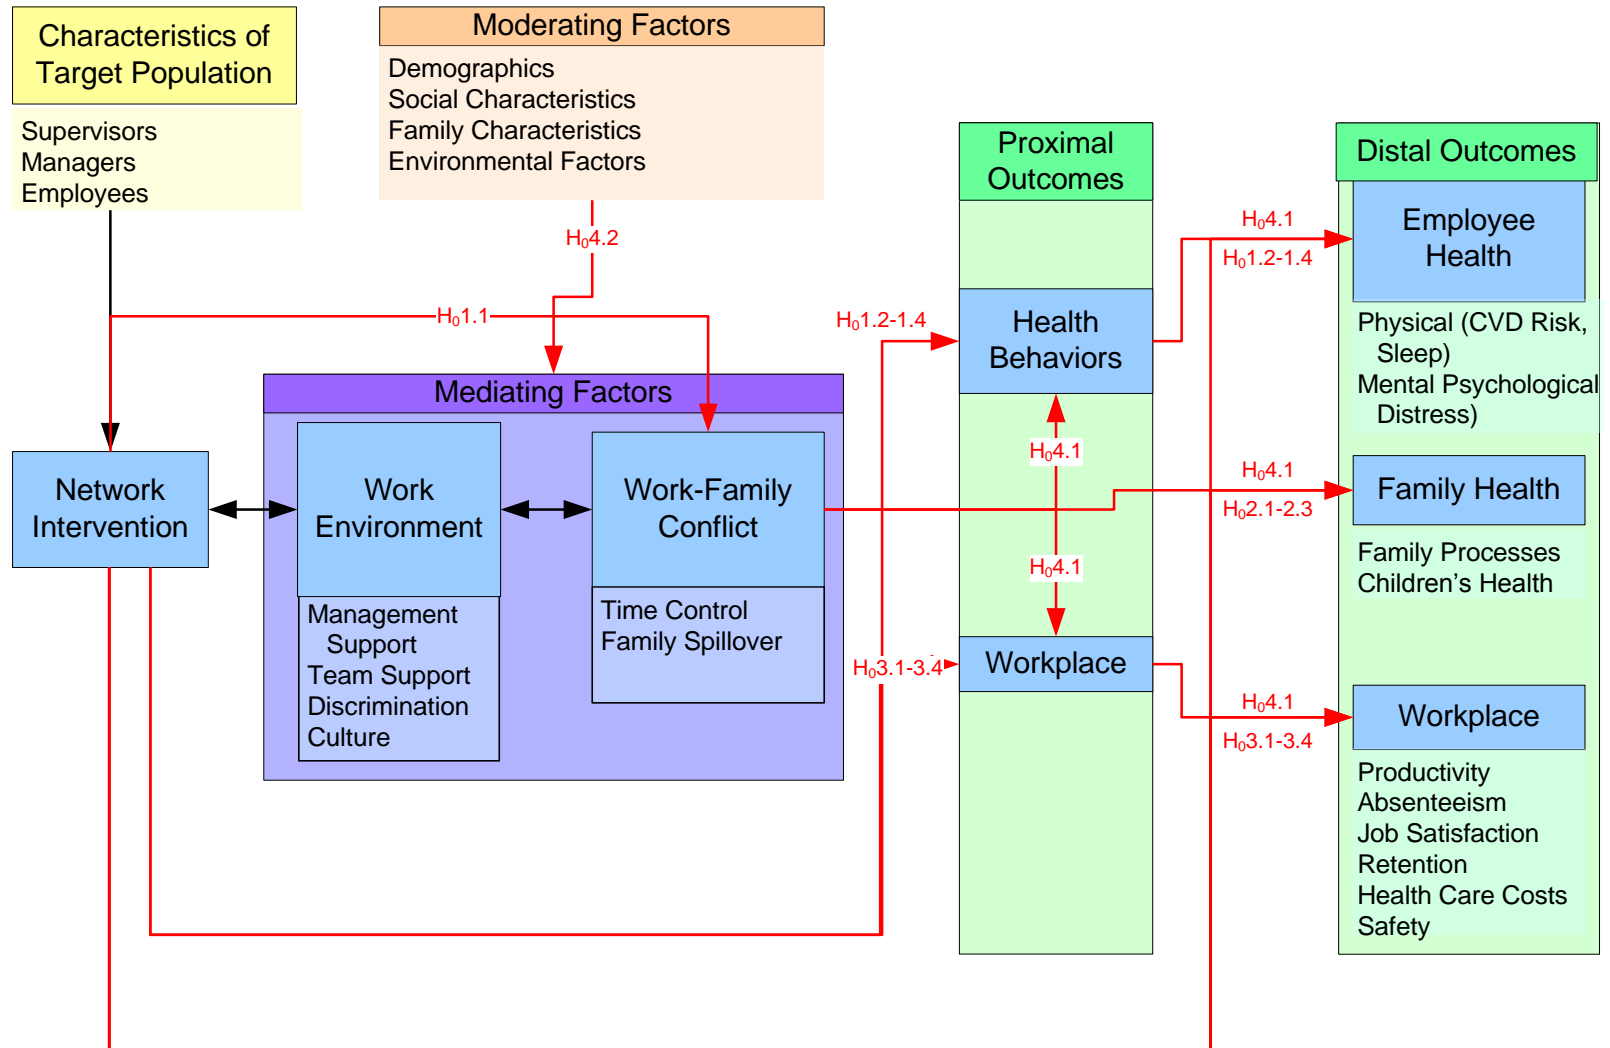 Characteristics of
Target Population
Supervisors
Managers
Employees
Moderating Factors
Demographics
Social Characteristics
Family Characteristics
Environmental Factors
H₀4.2
H₀1.1
Mediating Factors
Network
Intervention
Work
Environment
Management
Support
Team Support
Discrimination
Culture
Work-Family
Conflict
Time Control
Family Spillover
H₀1.2-1.4
H₀3.1-3.4
Proximal
Outcomes
Health
Behaviors
H₀4.1
H₀4.1
Workplace
H₀4.1
H₀1.2-1.4
H₀4.1
H₀2.1-2.3
H₀4.1
H₀3.1-3.4
Distal Outcomes
Employee
Health
Physical (CVD Risk,
Sleep)
Mental Psychological
Distress)
Family Health
Family Processes
Children’s Health
Workplace
Productivity
Absenteeism
Job Satisfaction
Retention
Health Care Costs
Safety